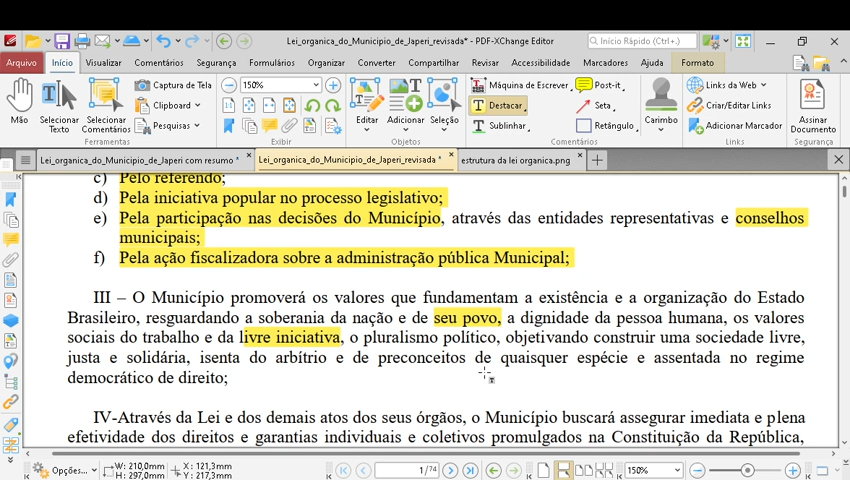 Lei_organica_do_Municipio_de_Japeri_revisada* - PDF-XChange Editor
Início Rápido (Ctrl+.)
Arquivo Início Visualizar Comentários Segurança Formulários Organizar Converter Compartilhar Revisar Accessibilidade Marcadores Ajuda Formato
Mão
Selecionar Texto
Selecionar Comentários
Captura de Tela
Clipboard
Pesquisas
Ferramentas
150%
Exibir
Editar
Adicionar
Seleção
Objetos
Máquina de Escrever
Destacar
Sublinhar
Post-it
Seta
Retângulo
Comentários
Carimbo
Links da Web
Criar/Editar Links
Adicionar Marcador
Links
Assinar Documento
Segurança
Lei_organica_do_Municipio_de_Japeri com resumo * Lei_organica_do_Municipio_de_Japeri_revisada * estrutura da lei organica.png
c) Pelo referendo;
d) Pela iniciativa popular no processo legislativo;
e) Pela participação nas decisões do Município, através das entidades representativas e conselhos
municipais;
f) Pela ação fiscalizadora sobre a administração pública Municipal;
III – O Município promoverá os valores que fundamentam a existência e a organização do Estado
Brasileiro, resguardando a soberania da nação e de seu povo, a dignidade da pessoa humana, os valores
sociais do trabalho e da livre iniciativa, o pluralismo político, objetivando construir uma sociedade livre,
justa e solidária, isenta do arbítrio e de preconceitos de quaisquer espécie e assentada no regime
democrático de direito;
IV-Através da Lei e dos demais atos dos seus órgãos, o Município buscará assegurar imediata e plena
efetividade dos direitos e garantias individuais e coletivos promulgados na Constituição da República,
Opções... W: 210,0mm X: 121,3mm 1/74 150%
H: 297,0mm Y: 217,3mm